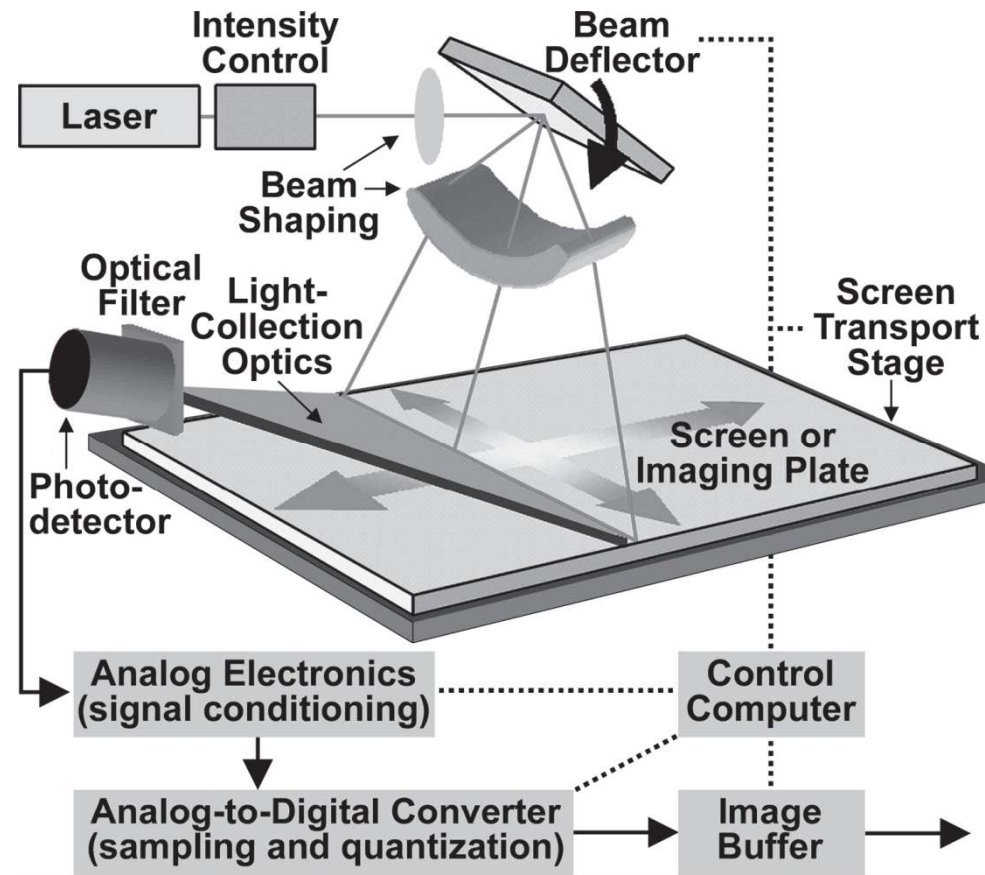 Intensity
Control
Beam
Deflector
Laser
Beam
Shaping
Optical
Filter
Light-
Collection
Optics
Screen
Transport
Stage
Screen or
Imaging Plate
Photo-
detector
Analog Electronics
(signal conditioning)
Control
Computer
Analog-to-Digital Converter
(sampling and quantization)
Image
Buffer